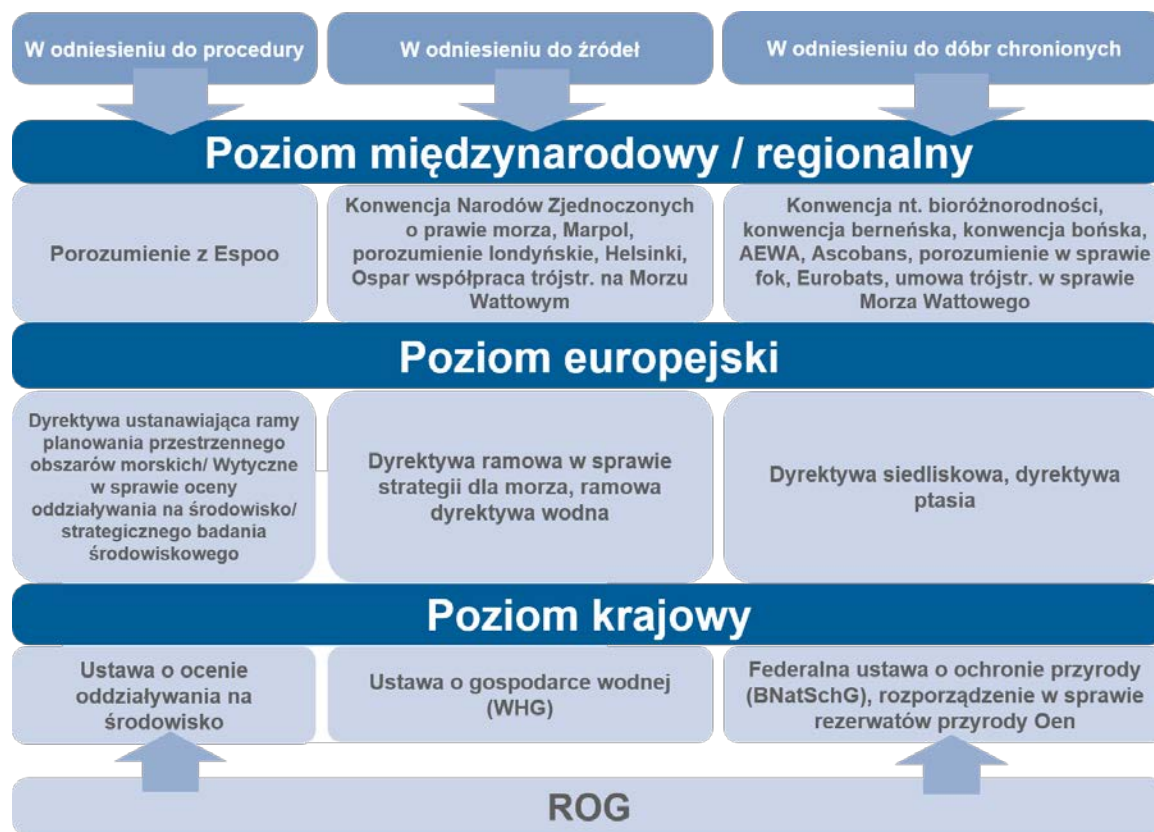 W odniesieniu do procedury
W odniesieniu do źródeł
W odniesieniu do dóbr chronionych
Poziom międzynarodowy / regionalny
Porozumienie z Espoo
Konwencja Narodów Zjednoczonych
o prawie morza, Marpol,
porozumienie londyńskie, Helsinki,
Ospar współpraca trójstr. na Morzu
Wattowym
Konwencja nt. bioróżnorodności,
konwencja berneńska, konwencja bońska,
AEWA, Ascobans, porozumienie w sprawie
fok, Eurobats, umowa trójstr. w sprawie
Morza Wattowego
Poziom europejski
Dyrektywa ustanawiająca ramy
planowania przestrzennego
obszarów morskich/ Wytyczne
w sprawie oceny
oddziaływania na środowisko/
strategicznego badania
środowiskowego
Dyrektywa ramowa w sprawie
strategii dla morza, ramowa
dyrektywa wodna
Dyrektywa siedliskowa, dyrektywa
ptasia
Poziom krajowy
Ustawa o ocenie
oddziaływania na
środowisko
Ustawa o gospodarce wodnej
(WHG)
Federalna ustawa o ochronie przyrody
(BNatSchG), rozporządzenie w sprawie
rezerwatów przyrody Oen
ROG